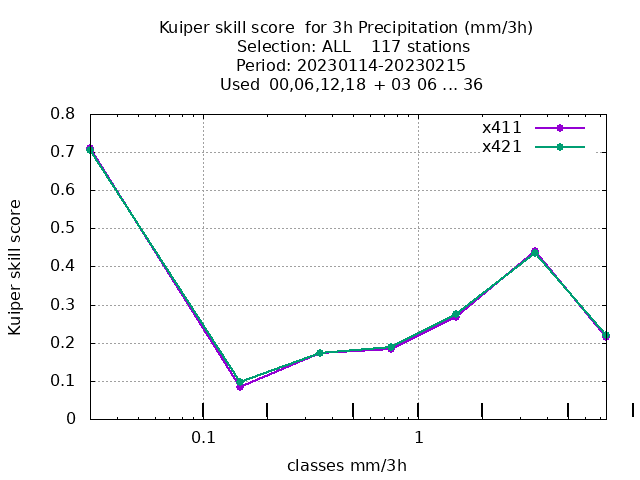 Kuiper skill score  for 3h Precipitation (mm/3h)
Selection: ALL    117 stations
Period: 20230114-20230215
Used  00,06,12,18  + 03 06 ... 36
0.8
x411
x421
0.7
0.6
0.5
0.4
0.3
0.2
0.1
0
Kuiper skill score
0.1
1
classes mm/3h